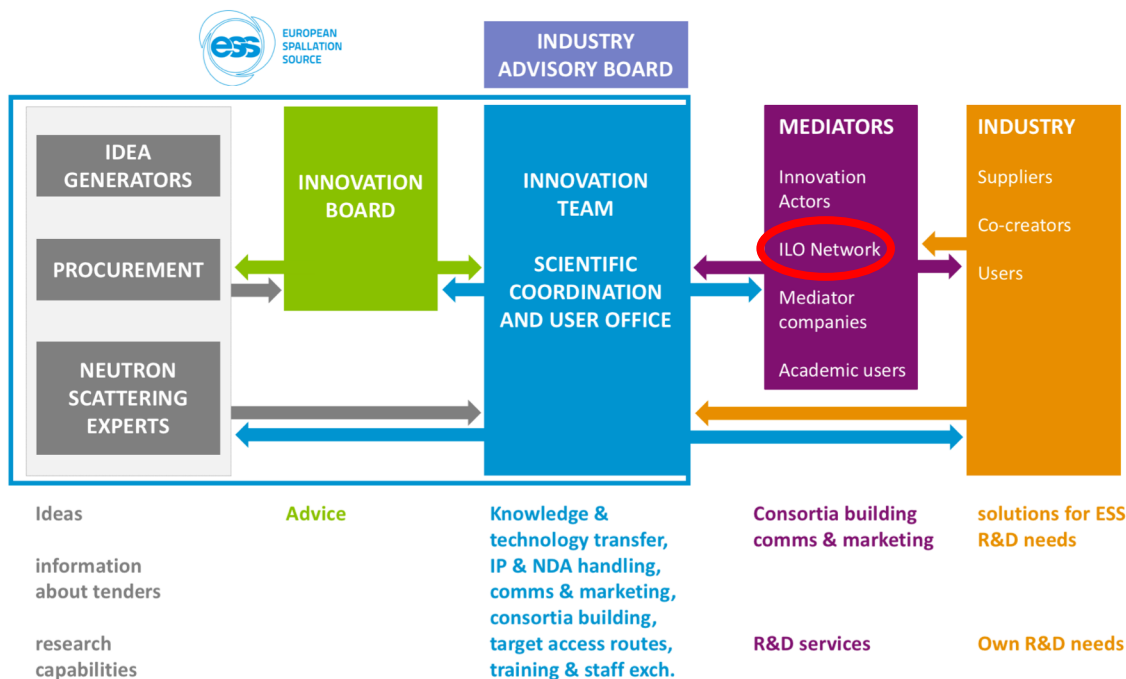 ess
EUROPEAN
SPALLATION
SOURCE
INDUSTRY
ADVISORY BOARD
IDEA
GENERATORS
PROCUREMENT
NEUTRON
SCATTERING
EXPERTS
INNOVATION
BOARD
INNOVATION
TEAM
SCIENTIFIC
COORDINATION
AND USER OFFICE
MEDIATORS
Innovation
Actors
ILO Network
Mediator
companies
Academic users
INDUSTRY
Suppliers
Co-creators
Users
Ideas
information
about tenders
research
capabilities
Advice
Knowledge &
technology transfer,
IP & NDA handling,
comms & marketing,
consortia building,
target access routes,
training & staff exch.
Consortia building
comms & marketing
R&D services
solutions for ESS
R&D needs
Own R&D needs